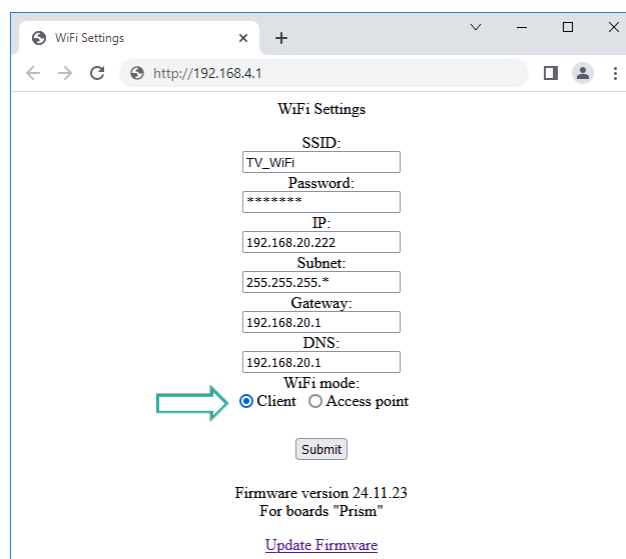 WiFi Settings
http://192.168.4.1
WiFi Settings
SSID:
TV_WiFi
Password:
*******
IP:
192.168.20.222
Subnet:
255.255.255.*
Gateway:
192.168.20.1
DNS:
192.168.20.1
WiFi mode:
Client Access point
Submit
Firmware version 24.11.23
For boards "Prism"
Update Firmware